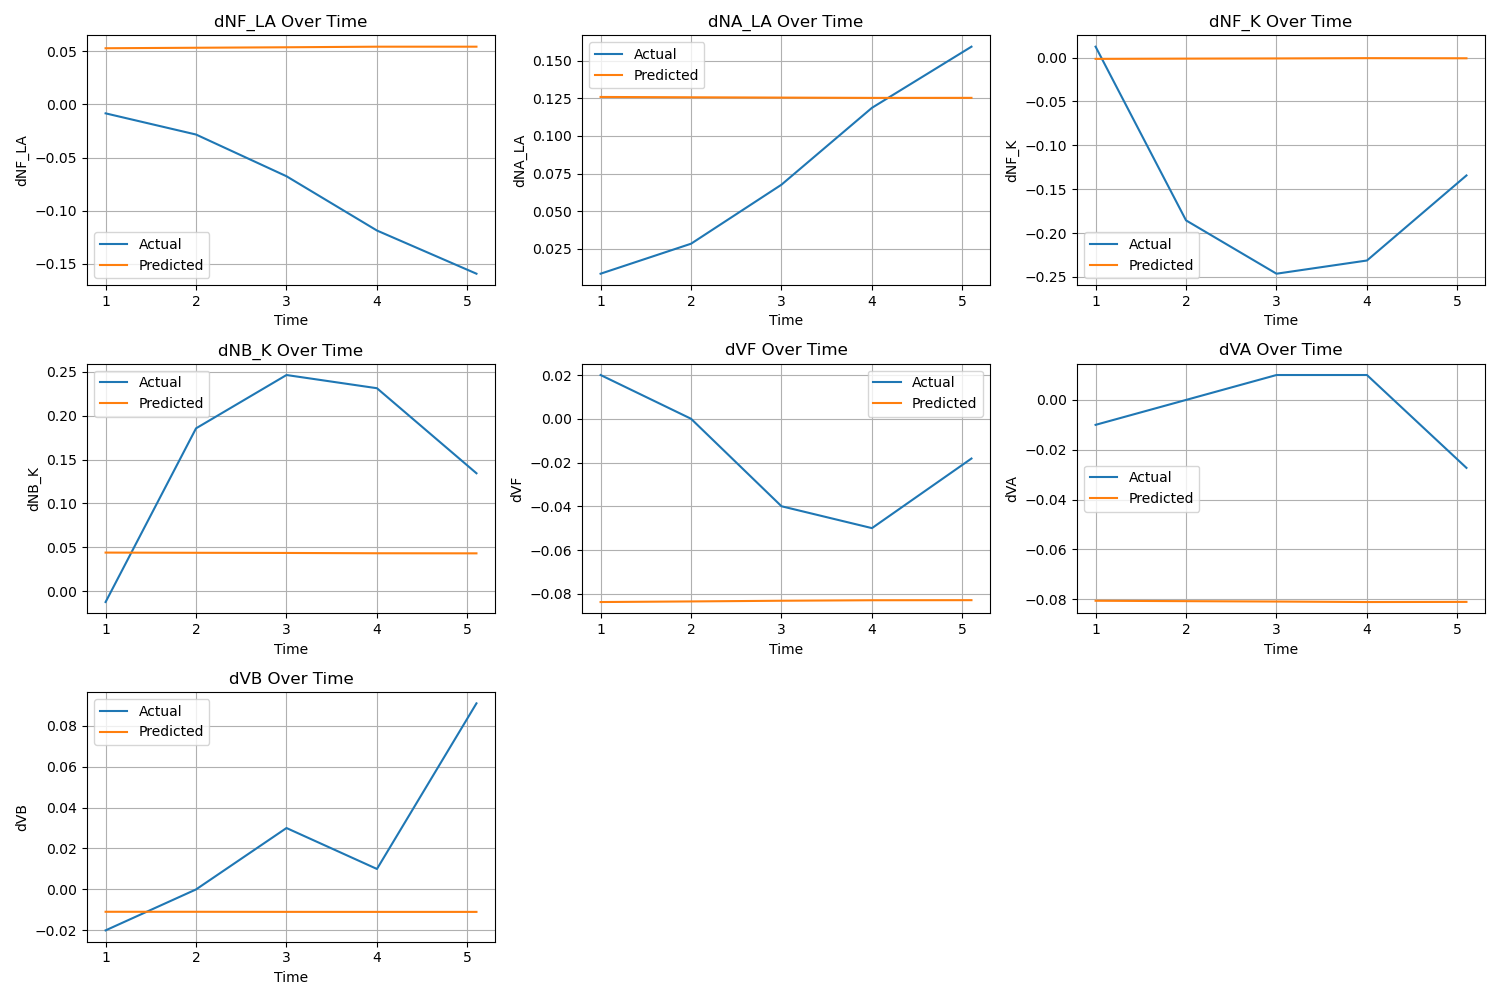 dNF_LA Over Time
dNF_LA
0.05
0.00
−0.05
−0.10
−0.15
Actual
Predicted
1 2 3 4 5
Time
dNA_LA Over Time
dNA_LA
0.150
0.125
0.100
0.075
0.050
0.025
Actual
Predicted
1 2 3 4 5
Time
dNF_K Over Time
dNF_K
0.00
−0.05
−0.10
−0.15
−0.20
−0.25
Actual
Predicted
1 2 3 4 5
Time
dNB_K Over Time
dNB_K
0.25
0.20
0.15
0.10
0.05
0.00
Actual
Predicted
1 2 3 4 5
Time
dVF Over Time
dVF
0.02
0.00
−0.02
−0.04
−0.06
−0.08
Actual
Predicted
1 2 3 4 5
Time
dVA Over Time
dVA
0.00
−0.02
−0.04
−0.06
−0.08
Actual
Predicted
1 2 3 4 5
Time
dVB Over Time
dVB
0.08
0.06
0.04
0.02
0.00
−0.02
Actual
Predicted
1 2 3 4 5
Time